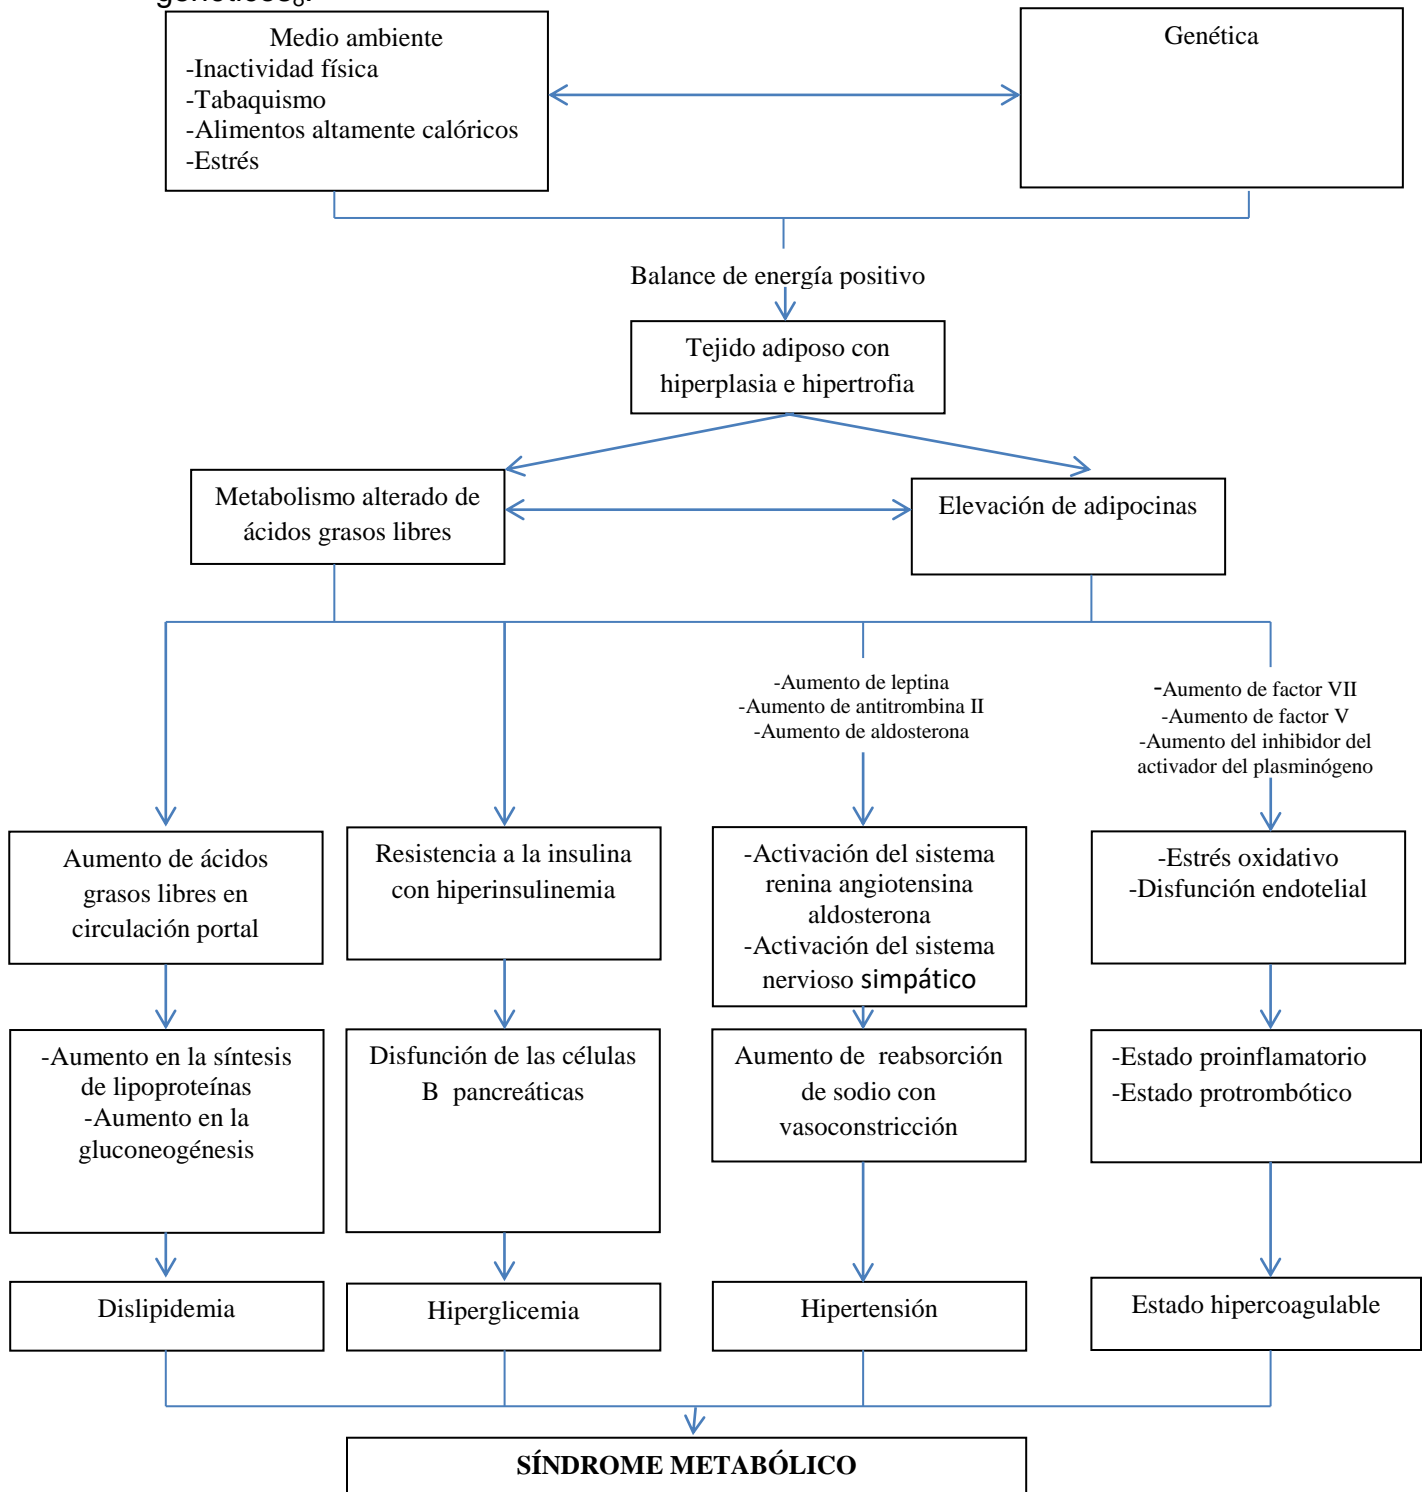 genéticos8.
Medio ambiente
-Inactividad física
-Tabaquismo
-Alimentos altamente calóricos
-Estrés
Genética
Balance de energía positivo
Tejido adiposo con
hiperplasia e hipertrofia
Metabolismo alterado de
ácidos grasos libres
Elevación de adipocinas
-Aumento de leptina
-Aumento de antitrombina II
-Aumento de aldosterona
-Aumento de factor VII
-Aumento de factor V
-Aumento del inhibidor del
activador del plasminógeno
Aumento de ácidos
grasos libres en
circulación portal
Resistencia a la insulina
con hiperinsulinemia
-Activación del sistema
renina angiotensina
aldosterona
-Activación del sistema
nervioso simpático
-Estrés oxidativo
-Disfunción endotelial
-Aumento en la síntesis
de lipoproteínas
-Aumento en la
gluconeogénesis
Disfunción de las células
B pancreáticas
Aumento de reabsorción
de sodio con
vasoconstricción
-Estado proinflamatorio
-Estado protrombótico
Dislipidemia
Hiperglicemia
Hipertensión
Estado hipercoagulable
SÍNDROME METABÓLICO